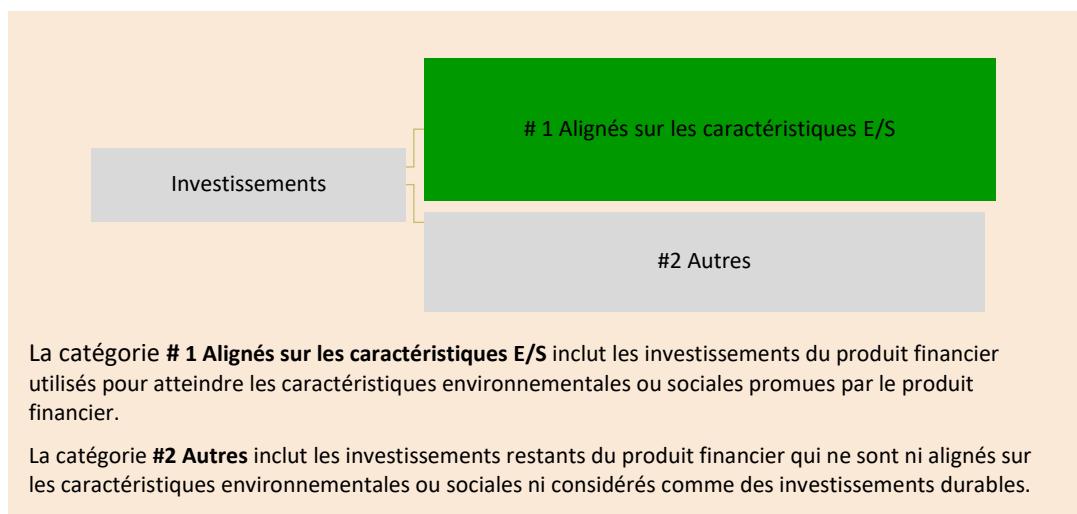 # 1 Alignés sur les caractéristiques E/S
Investissements
#2 Autres
La catégorie # 1 Alignés sur les caractéristiques E/S inclut les investissements du produit financier
utilisés pour atteindre les caractéristiques environnementales ou sociales promues par le produit
financier.
La catégorie #2 Autres inclut les investissements restants du produit financier qui ne sont ni alignés sur
les caractéristiques environnementales ou sociales ni considérés comme des investissements durables.